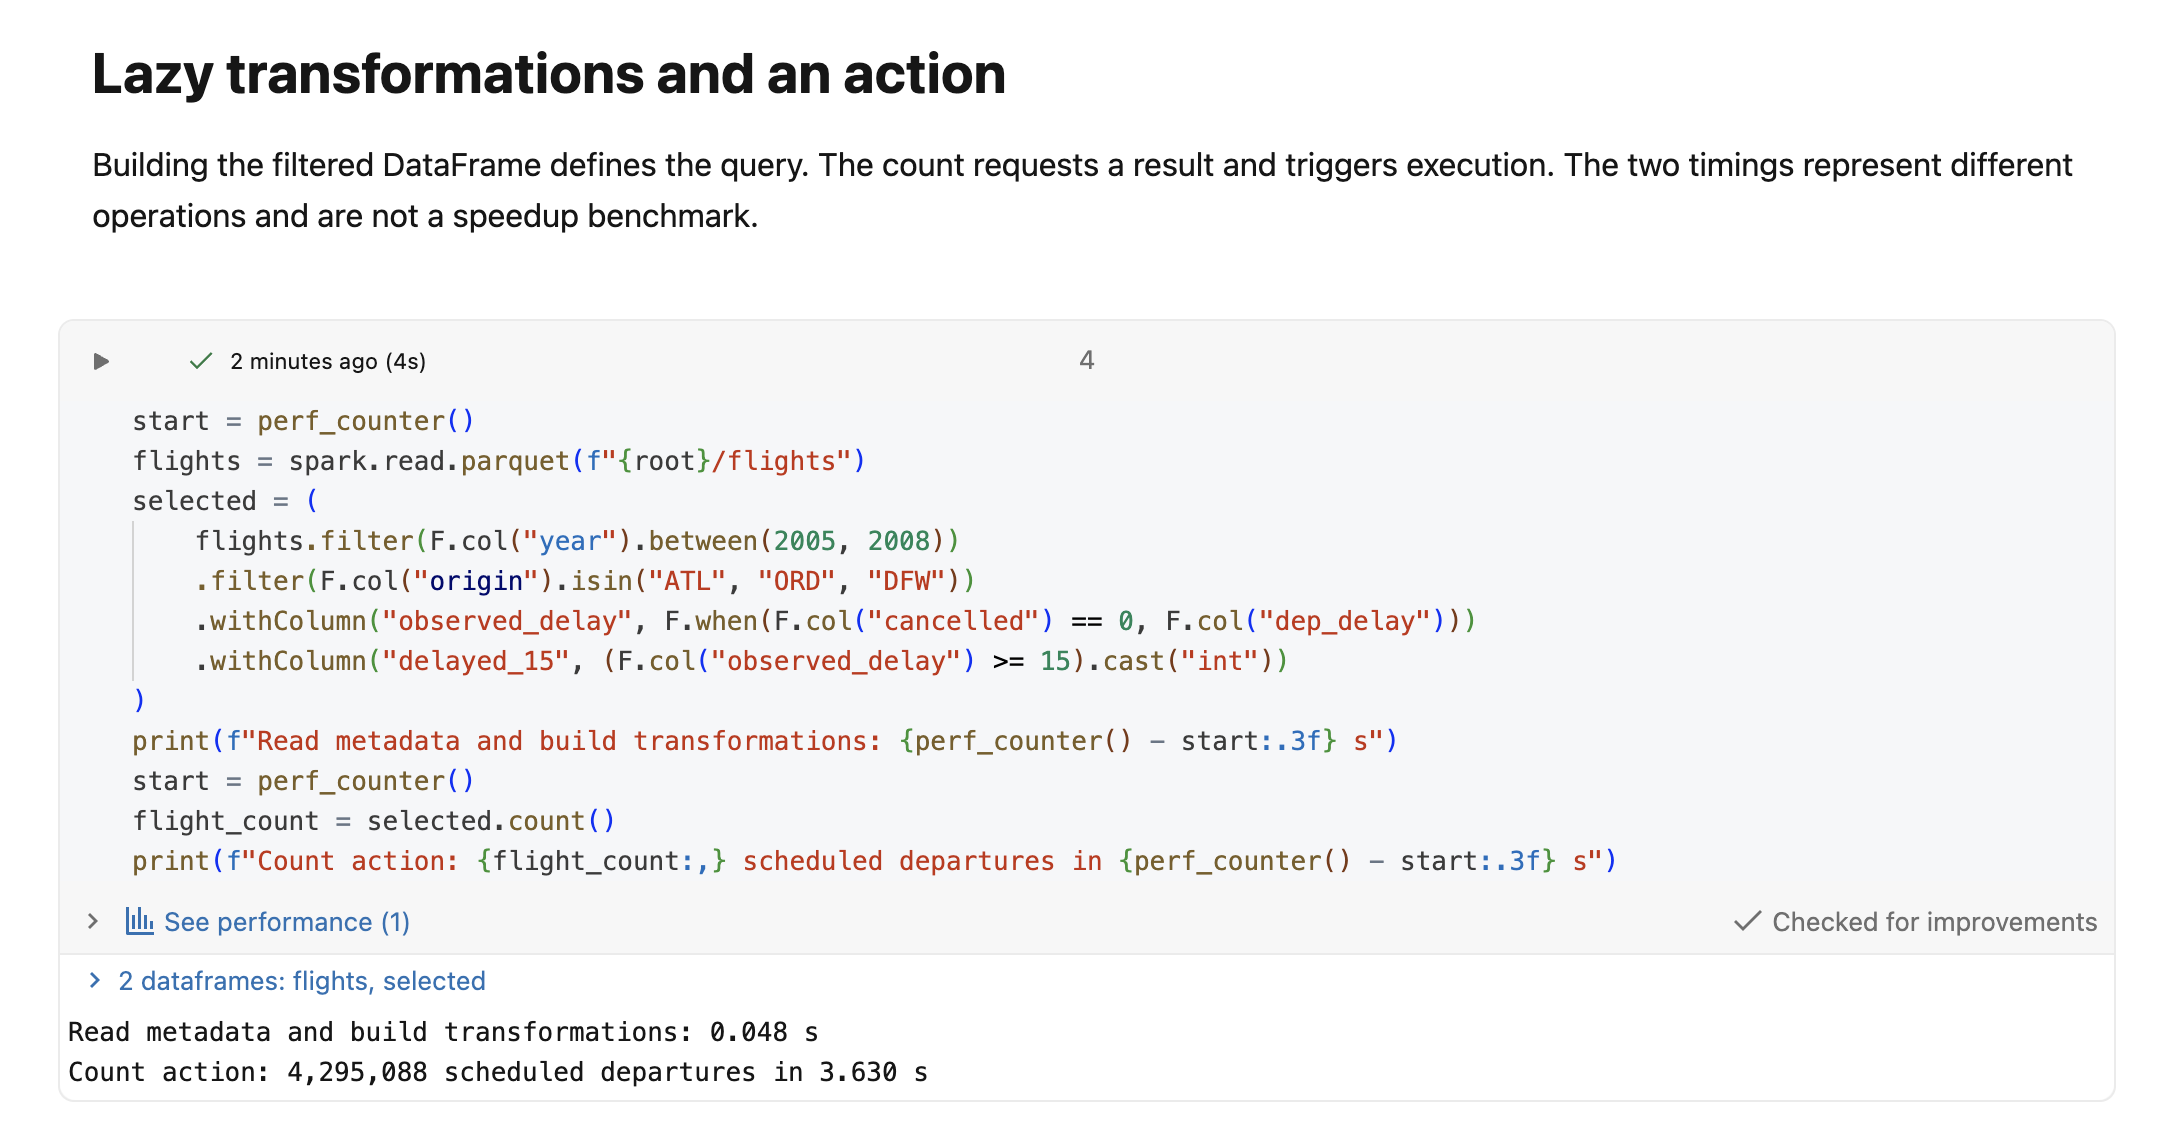 Lazy transformations and an action
Building the filtered DataFrame defines the query. The count requests a result and triggers execution. The two timings represent different
operations and are not a speedup benchmark.
2 minutes ago (4s)
4
start = perf_counter()
flights = spark.read.parquet(f"{root}/flights")
selected = (
    flights.filter(F.col("year").between(2005, 2008))
    .filter(F.col("origin").isin("ATL", "ORD", "DFW"))
    .withColumn("observed_delay", F.when(F.col("cancelled") == 0, F.col("dep_delay")))
    .withColumn("delayed_15", (F.col("observed_delay") >= 15).cast("int"))
)
print(f"Read metadata and build transformations: {perf_counter() - start:.3f} s")
start = perf_counter()
flight_count = selected.count()
print(f"Count action: {flight_count:,} scheduled departures in {perf_counter() - start:.3f} s")
See performance (1)
Checked for improvements
2 dataframes: flights, selected
Read metadata and build transformations: 0.048 s
Count action: 4,295,088 scheduled departures in 3.630 s